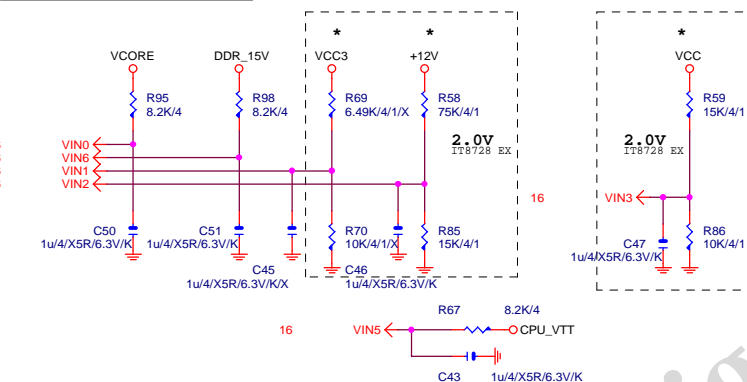 * * *
VCORE DDR_15V VCC3 +12V VCC
R95 R98 R69 R58 R59
8.2K/4 8.2K/4 6.49K/4/1/X 75K/4/1 15K/4/1
VIN0
VIN6
VIN1
VIN2
2.0V 2.0V
IT8728 EX IT8728 EX
16 VIN3
C50 C51 R70 R85 R86
1u/4/X5R/6.3V/K 1u/4/X5R/6.3V/K 10K/4/1/X 15K/4/1 10K/4/1
C47
1u/4/X5R/6.3V/K
C45 C46
1u/4/X5R/6.3V/K/X 1u/4/X5R/6.3V/K
R67 8.2K/4
16 VIN5 CPU_VTT
C43 1u/4/X5R/6.3V/K